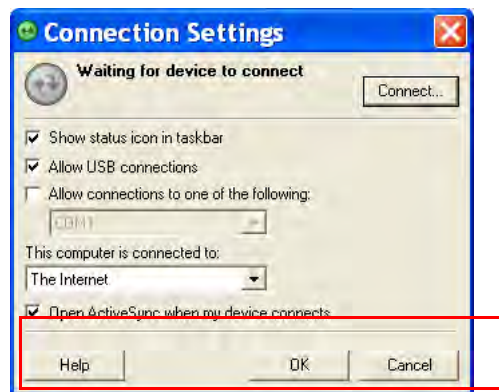 Connection Settings
Waiting for device to connect
Connect...
Show status icon in taskbar
Allow USB connections
Allow connections to one of the following:
COM1
This computer is connected to:
The Internet
Open ActiveSync when my device connects
Help OK Cancel